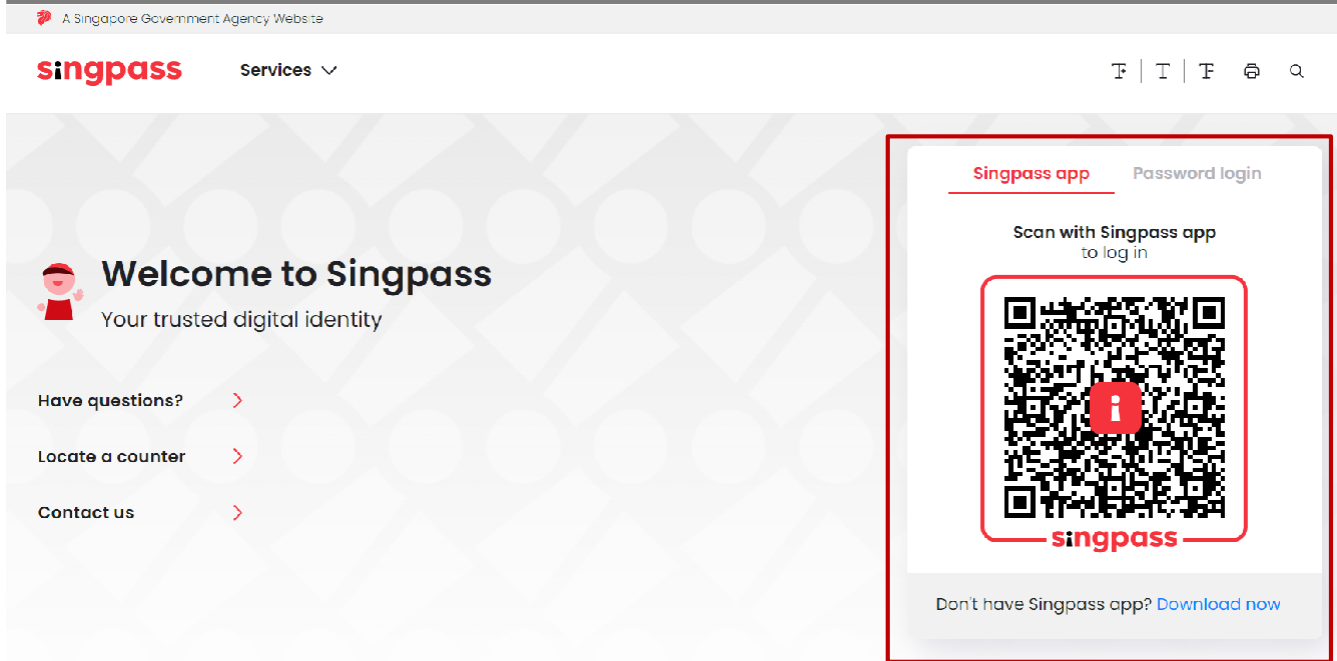 A Singapore Government Agency Website
singpass
Services
Welcome to Singpass
Your trusted digital identity
Have questions?
Locate a counter
Contact us
Singpass app
Password login
Scan with Singpass app
to log in
singpass
Don't have Singpass app? Download now